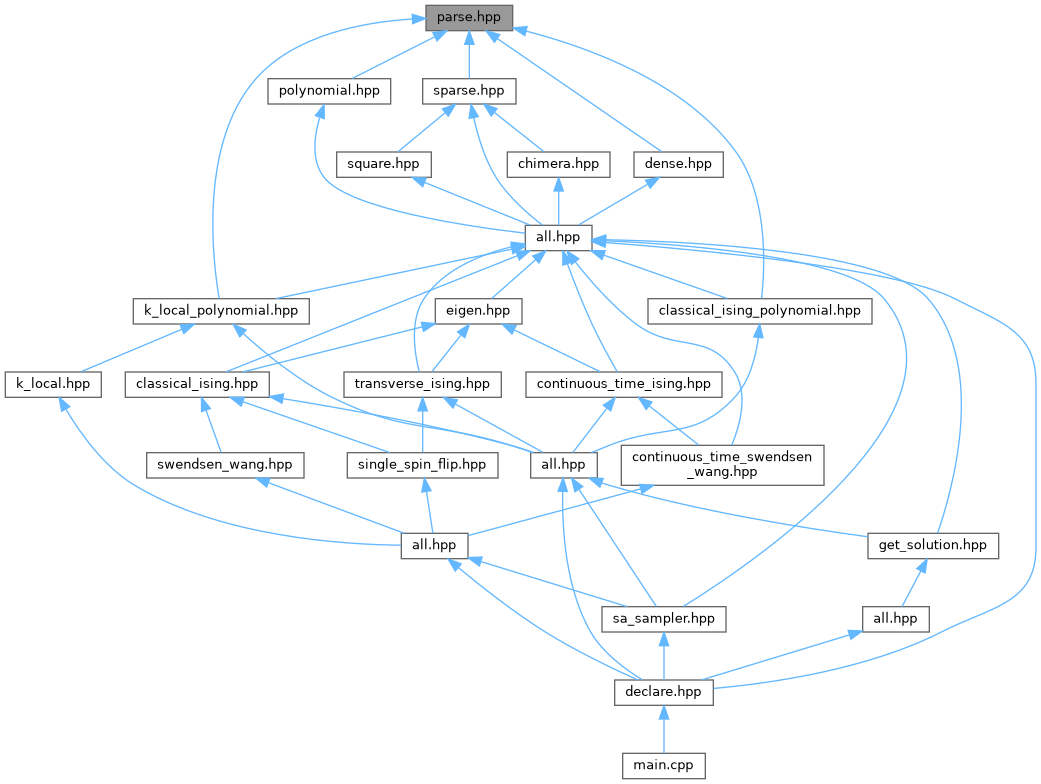 parse.hpp
polynomial.hpp
sparse.hpp
square.hpp
chimera.hpp
dense.hpp
all.hpp
k_local_polynomial.hpp
eigen.hpp
classical_ising_polynomial.hpp
k_local.hpp
classical_ising.hpp
transverse_ising.hpp
continuous_time_ising.hpp
swendsen_wang.hpp
single_spin_flip.hpp
all.hpp
continuous_time_swendsen
_wang.hpp
all.hpp
get_solution.hpp
sa_sampler.hpp
all.hpp
declare.hpp
main.cpp